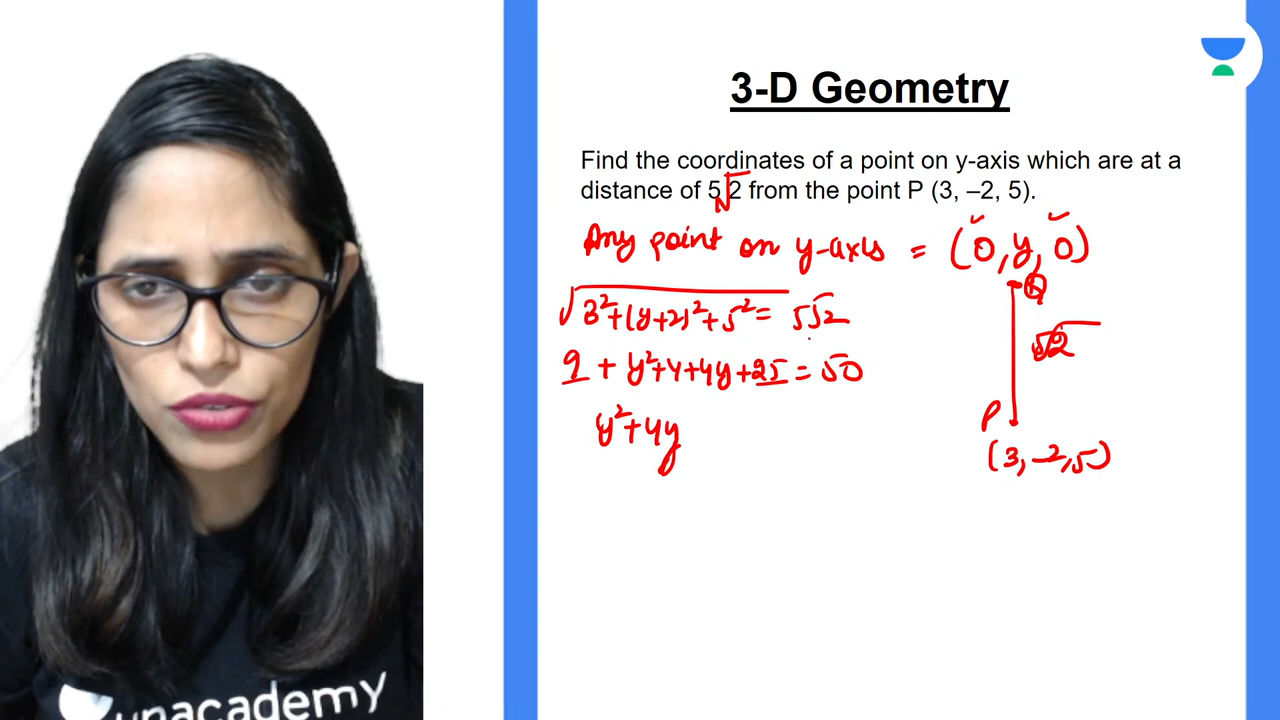 3-D Geometry
Find the coordinates of a point on y-axis which are at a
distance of 5√2 from the point P (3, –2, 5).
Any point on y-axis = (0, y, 0)
√3²+(y+2)²+5² = 5√2
Q
9 + y²+4+4y+25 = 50
5√2
y²+4y
P
(3, -2, 5)
unacademy